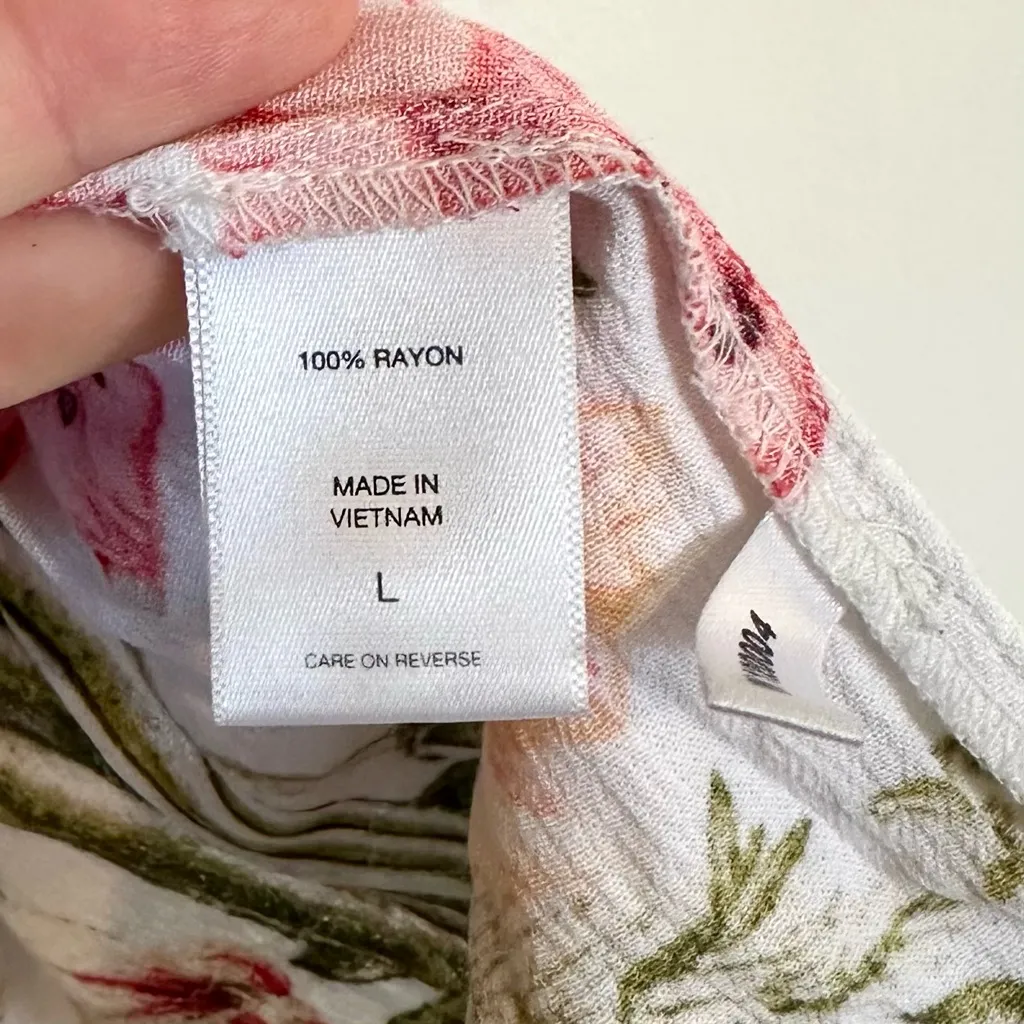 100% RAYON
MADE IN
VIETNAM
L
CARE ON REVERSE